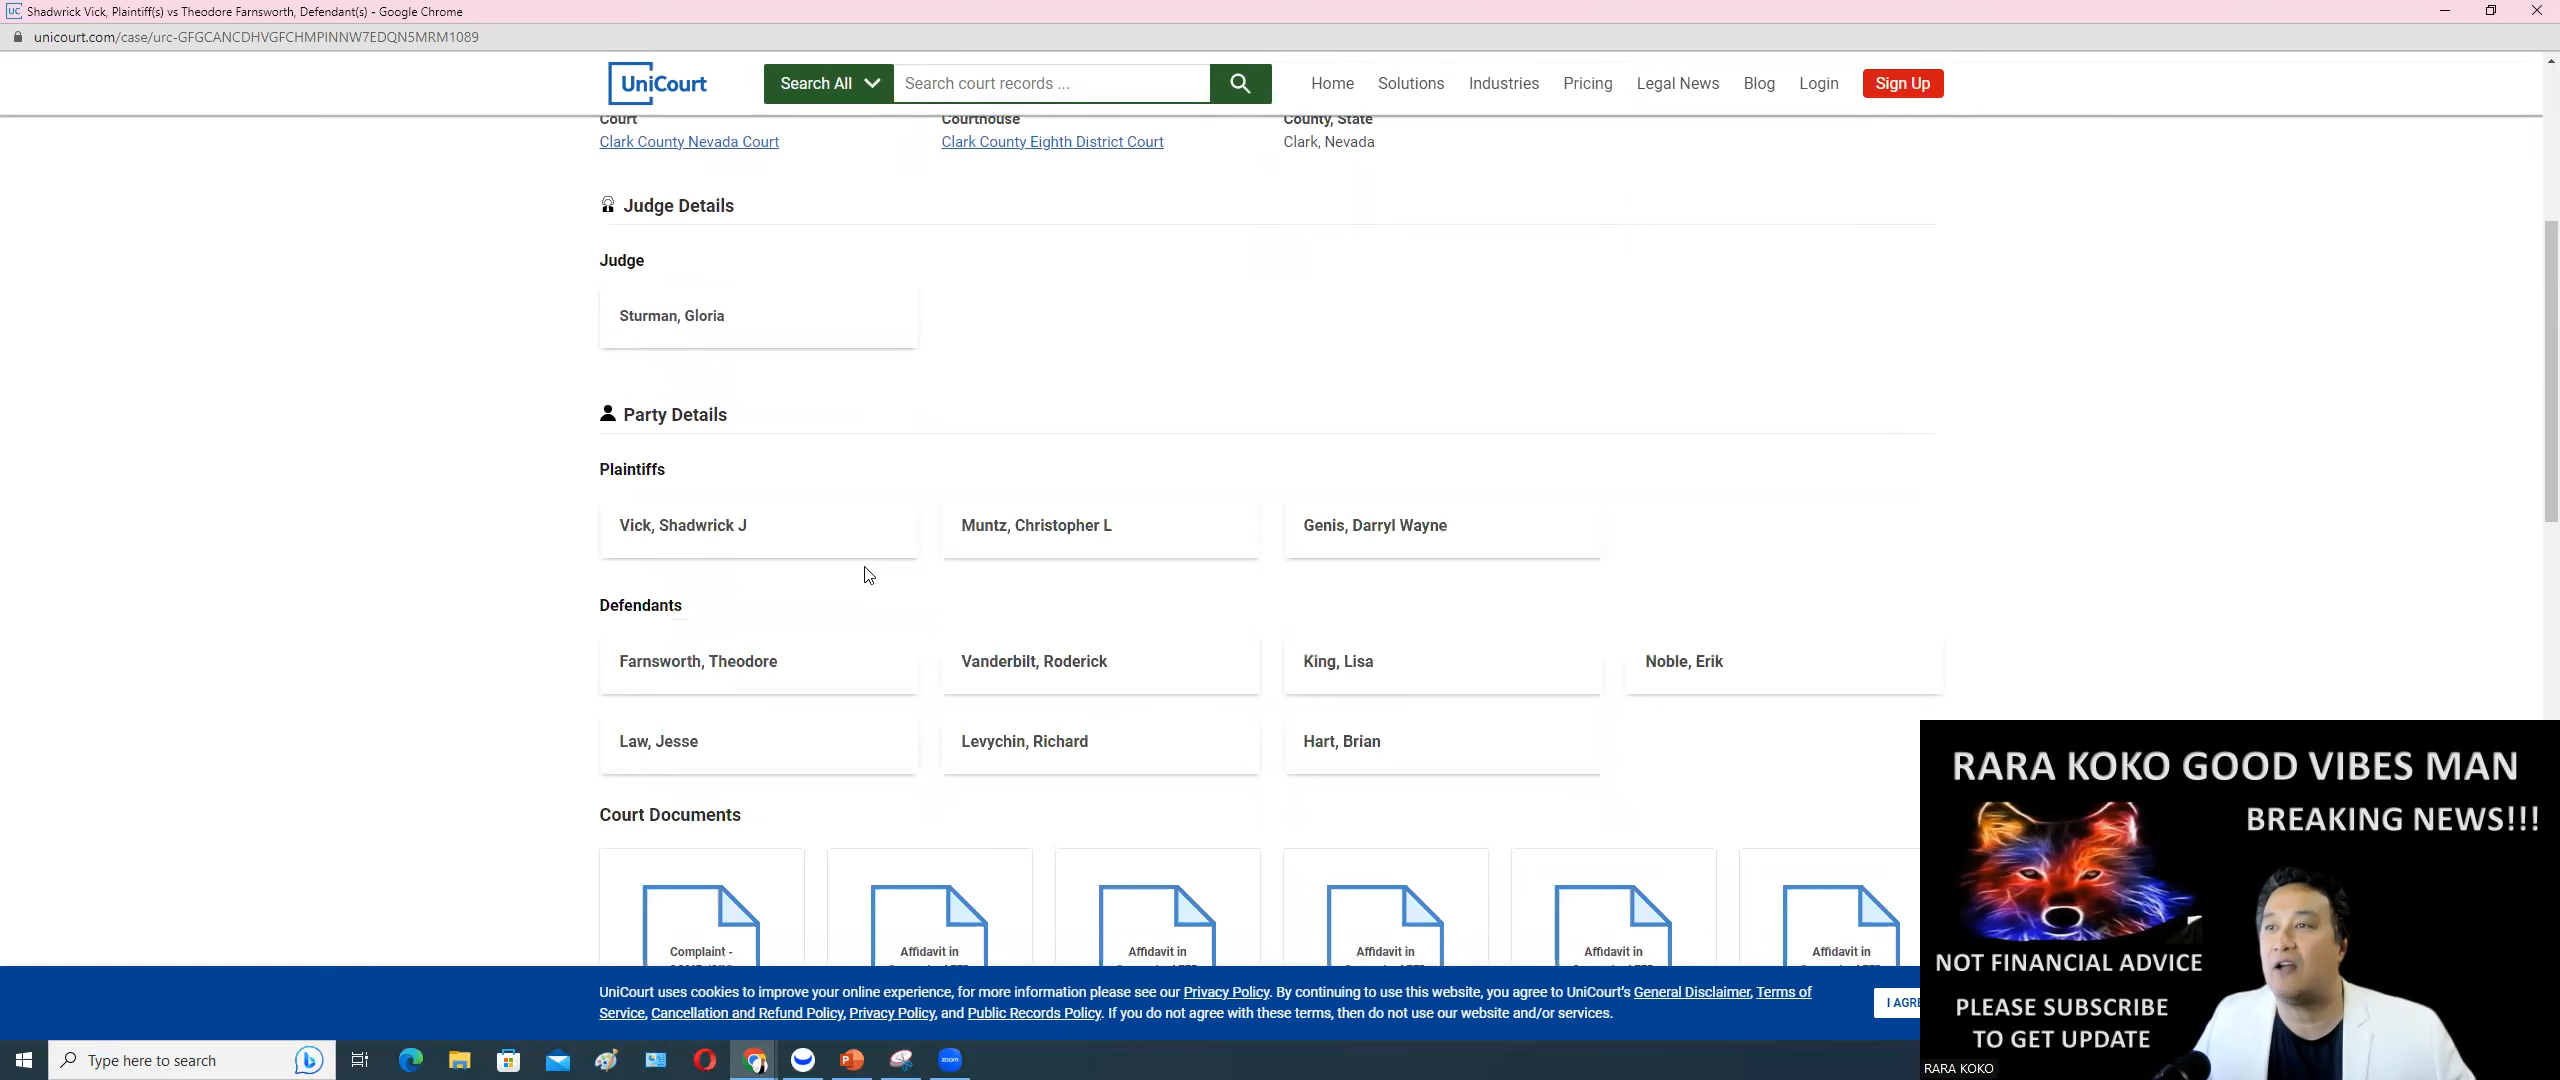 UC Shadwrick Vick, Plaintiff(s) vs Theodore Farnsworth, Defendant(s) - Google Chrome
unicourt.com/case/urc-GFGCANCDHVGFCHMPINNW7EDQN5MRM1089
UniCourt Search All Search court records ... Home Solutions Industries Pricing Legal News Blog Login Sign Up
Court Courthouse County, State
Clark County Nevada Court Clark County Eighth District Court Clark, Nevada
Judge Details
Judge
Sturman, Gloria
Party Details
Plaintiffs
Vick, Shadwrick J Muntz, Christopher L Genis, Darryl Wayne
Defendants
Farnsworth, Theodore Vanderbilt, Roderick King, Lisa Noble, Erik
Law, Jesse Levychin, Richard Hart, Brian
Court Documents
Complaint - Affidavit in Affidavit in Affidavit in Affidavit in Affidavit in
UniCourt uses cookies to improve your online experience, for more information please see our Privacy Policy. By continuing to use this website, you agree to UniCourt's General Disclaimer, Terms of
Service, Cancellation and Refund Policy, Privacy Policy, and Public Records Policy. If you do not agree with these terms, then do not use our website and/or services.
I AGRE
RARA KOKO GOOD VIBES MAN
BREAKING NEWS!!!
NOT FINANCIAL ADVICE
PLEASE SUBSCRIBE
TO GET UPDATE
RARA KOKO
Type here to search
zoom